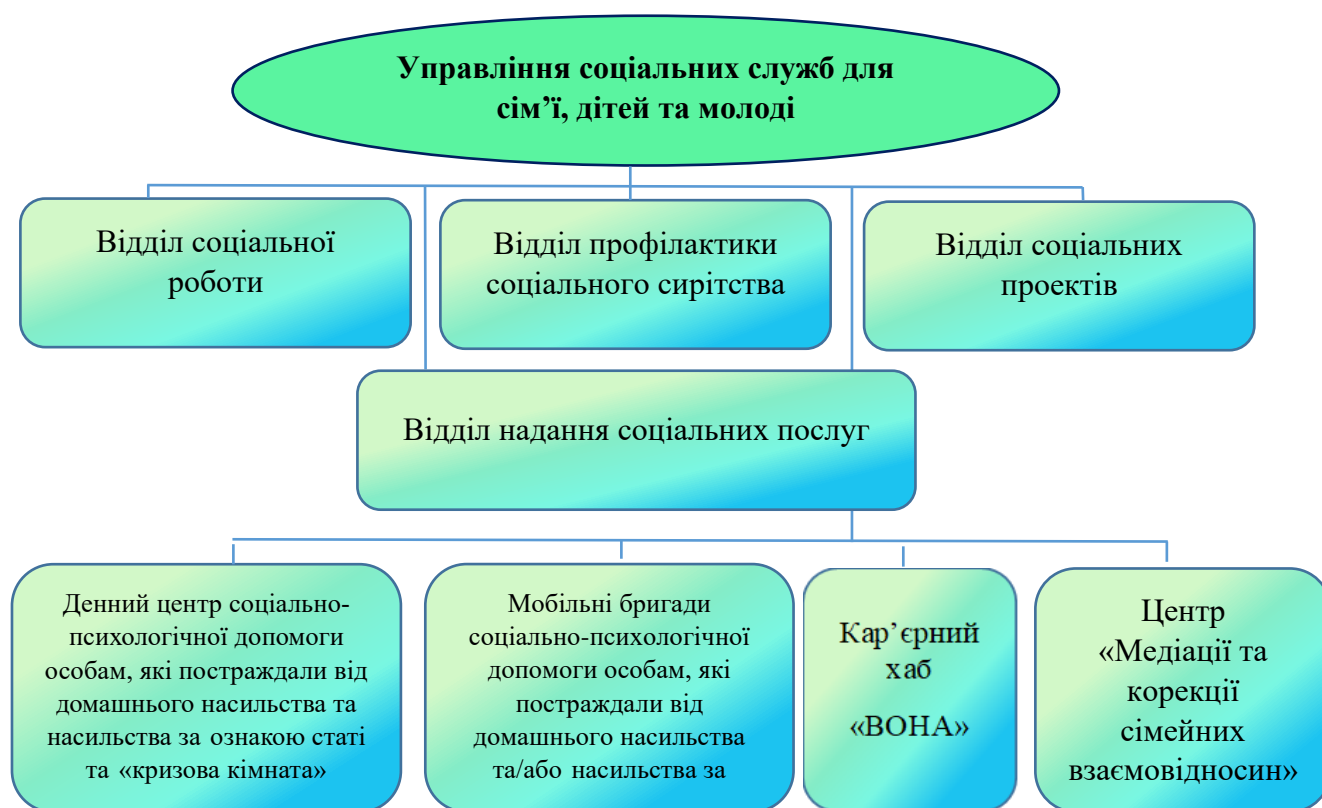 Управління соціальних служб для
сім’ї, дітей та молоді
Відділ соціальної
роботи
Відділ профілактики
соціального сирітства
Відділ соціальних
проектів
Відділ надання соціальних послуг
Денний центр соціально-
психологічної допомоги
особам, які постраждали від
домашнього насильства та
насильства за ознакою статі
та «кризова кімната»
Мобільні бригади
соціально-психологічної
допомоги особам, які
постраждали від
домашнього насильства
та/або насильства за
Кар’єрний
хаб
«ВОНА»
Центр
«Медіації та
корекції
сімейних
взаємовідносин»